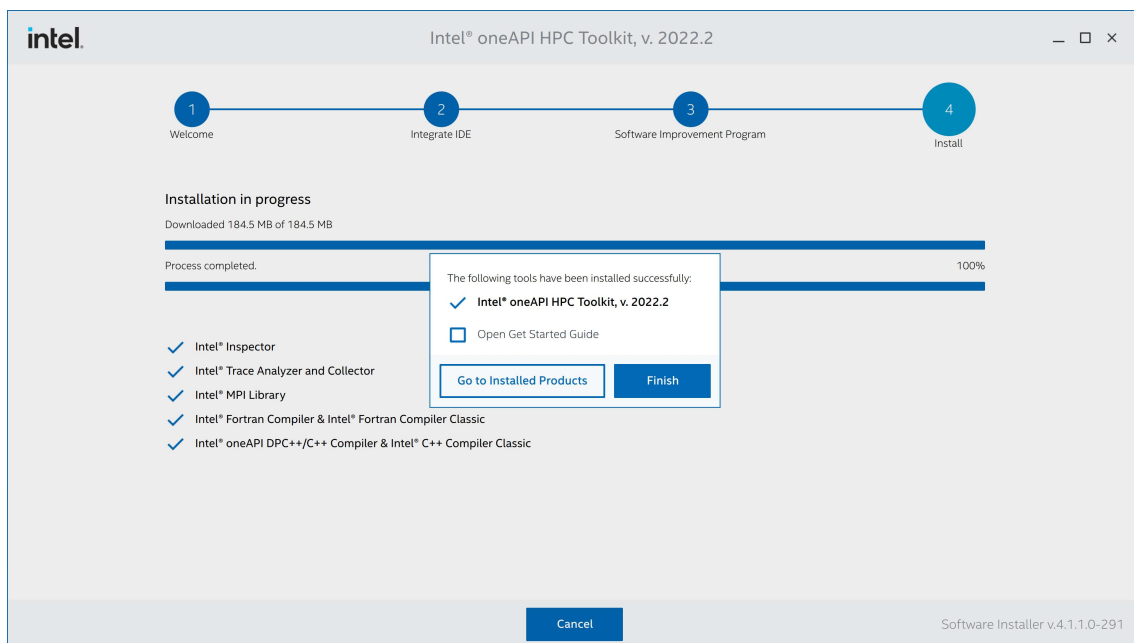 intel.
Intel® oneAPI HPC Toolkit, v. 2022.2
1
2
3
4
Welcome
Integrate IDE
Software Improvement Program
Install
Installation in progress
Downloaded 184.5 MB of 184.5 MB
Process completed.
100%
The following tools have been installed successfully:
Intel® oneAPI HPC Toolkit, v. 2022.2
Open Get Started Guide
Go to Installed Products
Finish
Intel® Inspector
Intel® Trace Analyzer and Collector
Intel® MPI Library
Intel® Fortran Compiler & Intel® Fortran Compiler Classic
Intel® oneAPI DPC++/C++ Compiler & Intel® C++ Compiler Classic
Cancel
Software Installer v.4.1.1.0-291